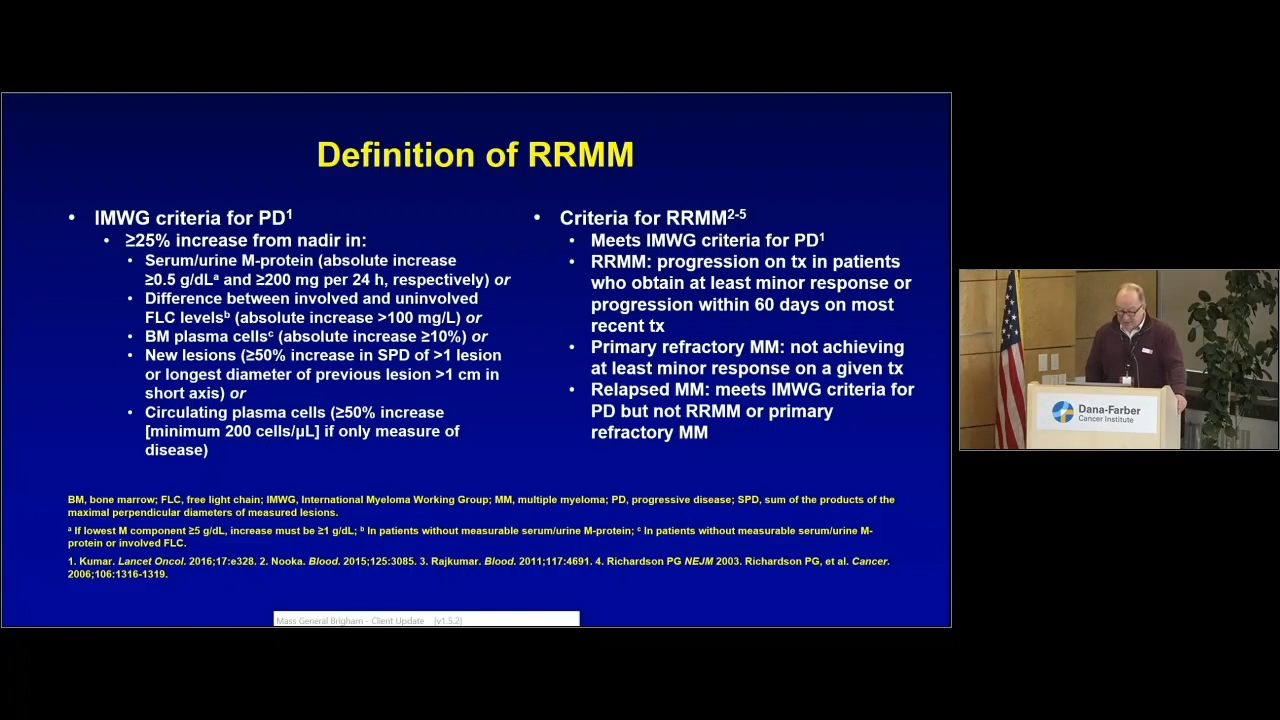 Definition of RRMM
• IMWG criteria for PD¹
• ≥25% increase from nadir in:
• Serum/urine M-protein (absolute increase
≥0.5 g/dLᵃ and ≥200 mg per 24 h, respectively) or
• Difference between involved and uninvolved
FLC levelsᵇ (absolute increase >100 mg/L) or
• BM plasma cellsᶜ (absolute increase ≥10%) or
• New lesions (≥50% increase in SPD of >1 lesion
or longest diameter of previous lesion >1 cm in
short axis) or
• Circulating plasma cells (≥50% increase
[minimum 200 cells/µL] if only measure of
disease)
• Criteria for RRMM²⁻⁵
• Meets IMWG criteria for PD¹
• RRMM: progression on tx in patients
who obtain at least minor response or
progression within 60 days on most
recent tx
• Primary refractory MM: not achieving
at least minor response on a given tx
• Relapsed MM: meets IMWG criteria for
PD but not RRMM or primary
refractory MM
BM, bone marrow; FLC, free light chain; IMWG, International Myeloma Working Group; MM, multiple myeloma; PD, progressive disease; SPD, sum of the products of the
maximal perpendicular diameters of measured lesions.
ᵃ If lowest M component ≥5 g/dL, increase must be ≥1 g/dL; ᵇ In patients without measurable serum/urine M-protein; ᶜ In patients without measurable serum/urine M-
protein or involved FLC.
1. Kumar. Lancet Oncol. 2016;17:e328. 2. Nooka. Blood. 2015;125:3085. 3. Rajkumar. Blood. 2011;117:4691. 4. Richardson PG NEJM 2003. Richardson PG, et al. Cancer.
2006;106:1316-1319.
Mass General Brigham - Client Update (v1.5.2)
Dana-Farber
Cancer Institute